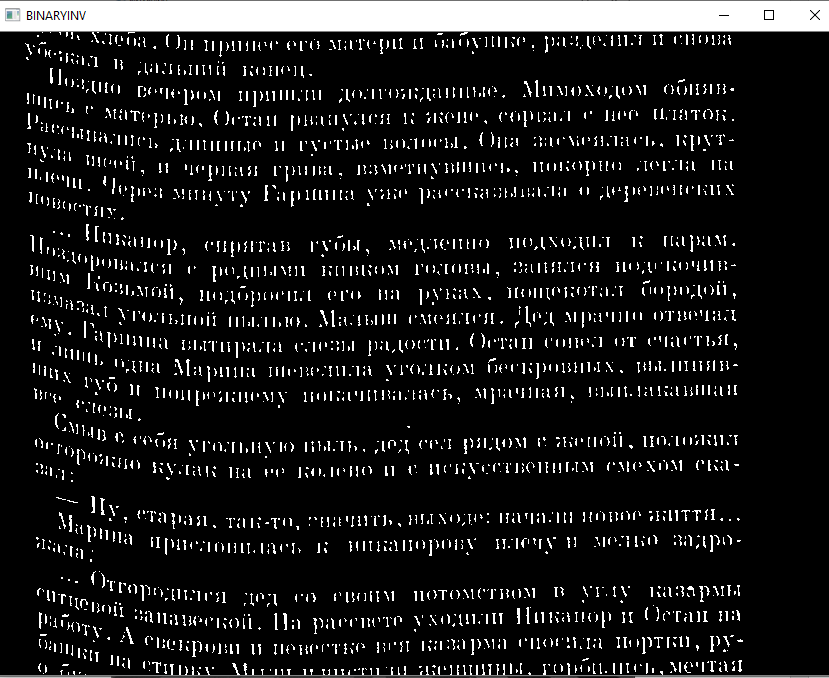 BINARYINV
хлеба. Он принес его матери и бабушке, разделил и снова
убежал в дальний конец.
Поздно вечером пришли долгожданные. Мимоходом обняв-
шись с матерью, Остап рванулся к жене, сорвал с нее платок.
Рассыпались длинные и густые волосы. Она засмеялась, крут-
нула шеей, и черная грива, взметнувшись, покорно легла на
плечи. Через минуту Гаршина уже рассказывала о деревенских
новостях.
... Никанор, спрятав губы, медленно подходил к нарам.
Поздоровался с родными кивком головы, занялся подскочив-
шим Козьмой, подбросил его на руках, пощекотал бородой,
измазал угольной пылью. Малыш смеялся. Дед мрачно отвечал
ему. Гаршина вытирала слезы радости. Остап сопел от счастья,
и лишь одна Марина шевелила уголком бескровных, вылиняв-
ших губ и попрежнему покачивалась, мрачная, выплакавшая
все слезы.
Смыв с себя угольную пыль, дед сел рядом с женой, положил
осторожно кулак на ее колено и с искусственным смехом ска-
зал:
— Ну, старая, так-то, значить, выходе: начали новое життя...
Марина прислонилась к никанорову плечу и мелко задро-
жала:
... Отгородился дед со своим потомством в углу казармы
ситцевой занавеской. На рассвете уходили Никанор и Остап на
работу. А свекрови и невестке вся казарма сносила портки, ру-
башки на стирку. Мыли и чистили женщины, горбились, мечтая
о